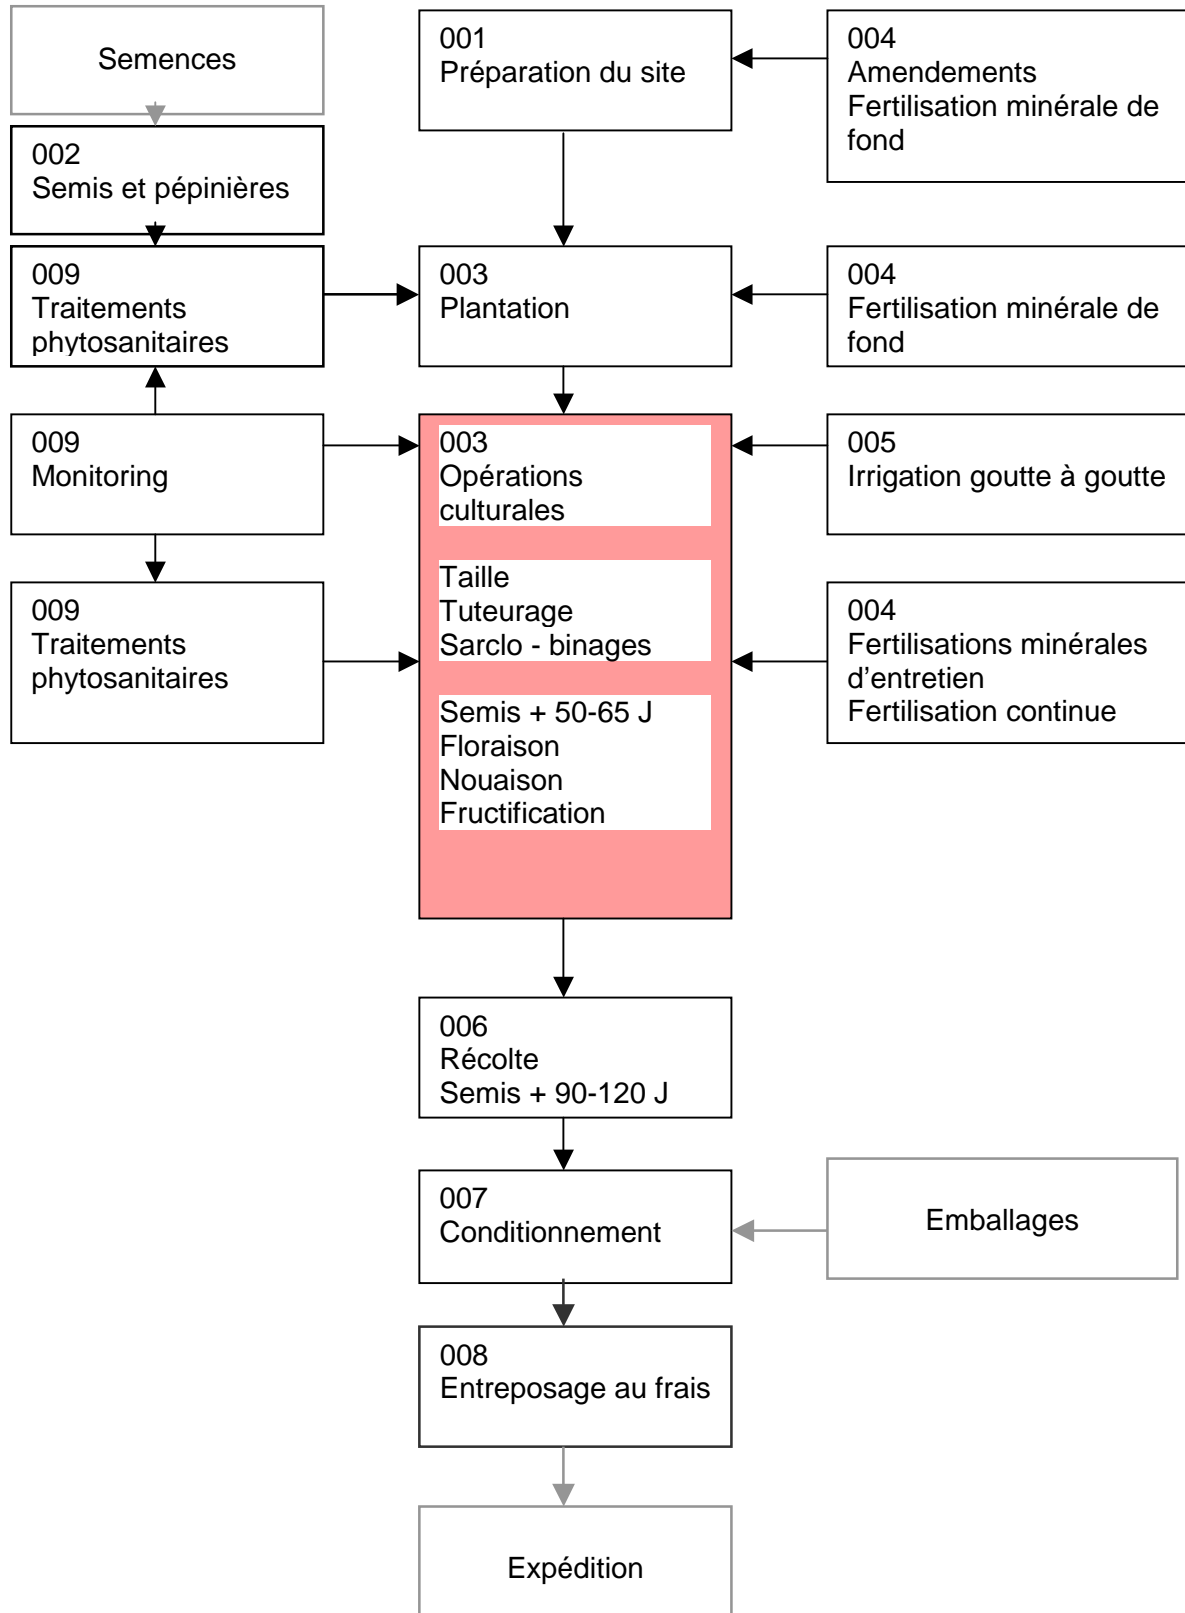 Semences
001
Préparation du site
004
Amendements
Fertilisation minérale de
fond
002
Semis et pépinières
009
Traitements
phytosanitaires
003
Plantation
004
Fertilisation minérale de
fond
009
Monitoring
003
Opérations
culturales
Taille
Tuteurage
Sarclo - binages
Semis + 50-65 J
Floraison
Nouaison
Fructification
005
Irrigation goutte à goutte
009
Traitements
phytosanitaires
004
Fertilisations minérales
d'entretien
Fertilisation continue
006
Récolte
Semis + 90-120 J
007
Conditionnement
Emballages
008
Entreposage au frais
Expédition